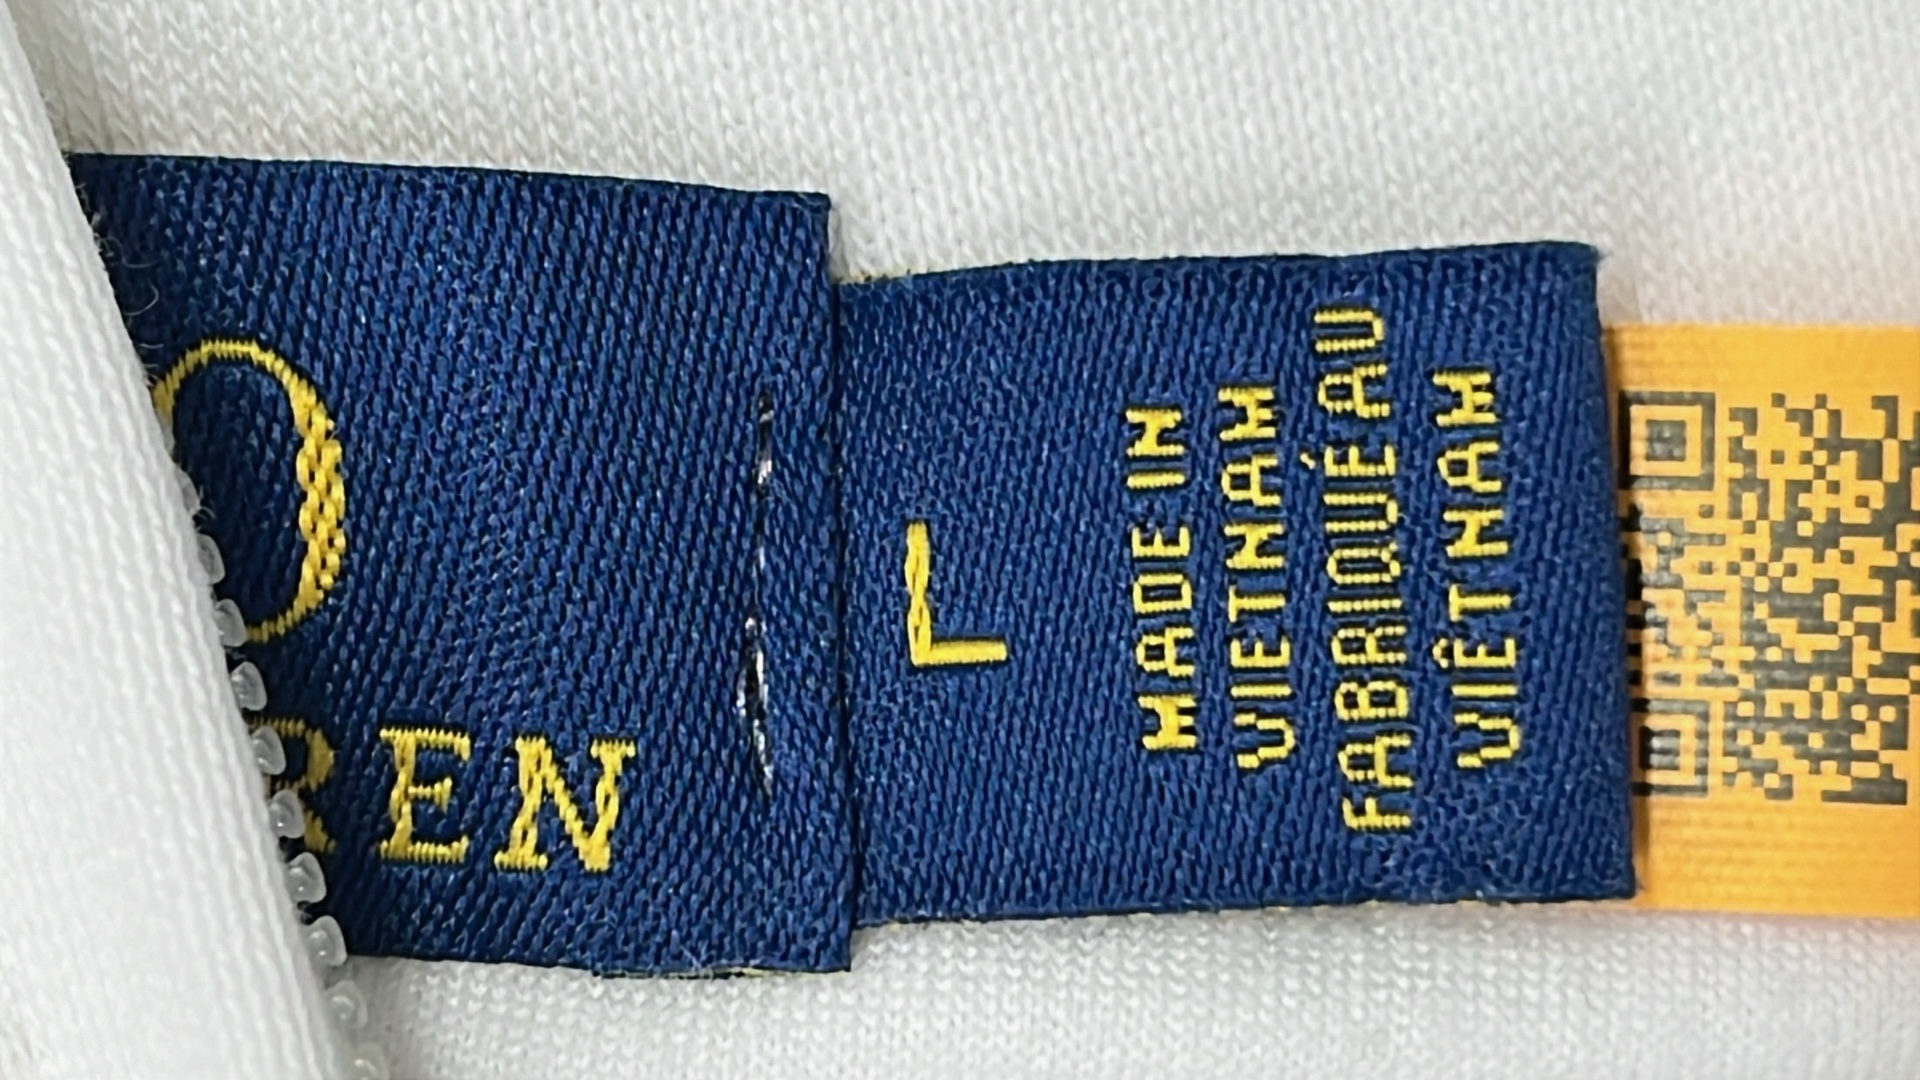 O
REN
L
MADE IN
VIETNAM
FABRIQUÉ AU
VIÊT NAM